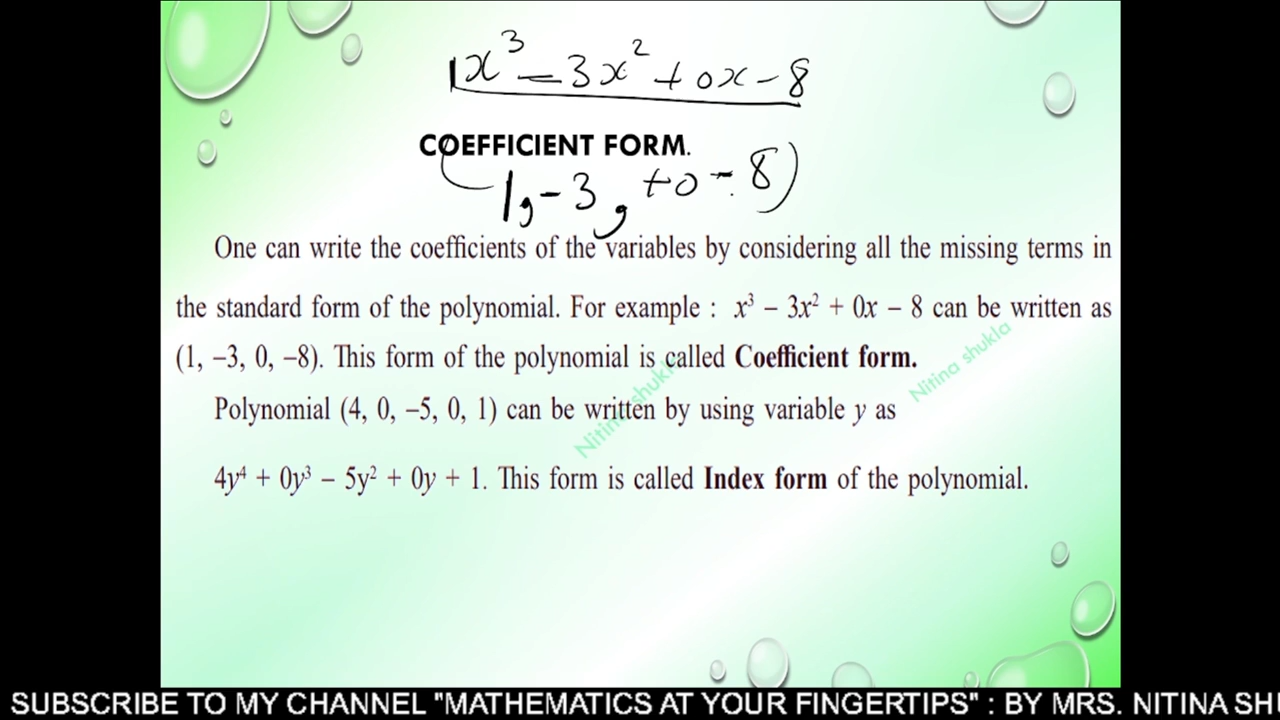 1x³ – 3x² + 0x – 8
COEFFICIENT FORM.
(1, –3, +0 – 8)
One can write the coefficients of the variables by considering all the missing terms in
the standard form of the polynomial. For example : x³ – 3x² + 0x – 8 can be written as
(1, –3, 0, –8). This form of the polynomial is called Coefficient form.
Nitina shukla
Nitina shukla
Polynomial (4, 0, –5, 0, 1) can be written by using variable y as
4y⁴ + 0y³ – 5y² + 0y + 1. This form is called Index form of the polynomial.
SUBSCRIBE TO MY CHANNEL "MATHEMATICS AT YOUR FINGERTIPS" : BY MRS. NITINA SHU